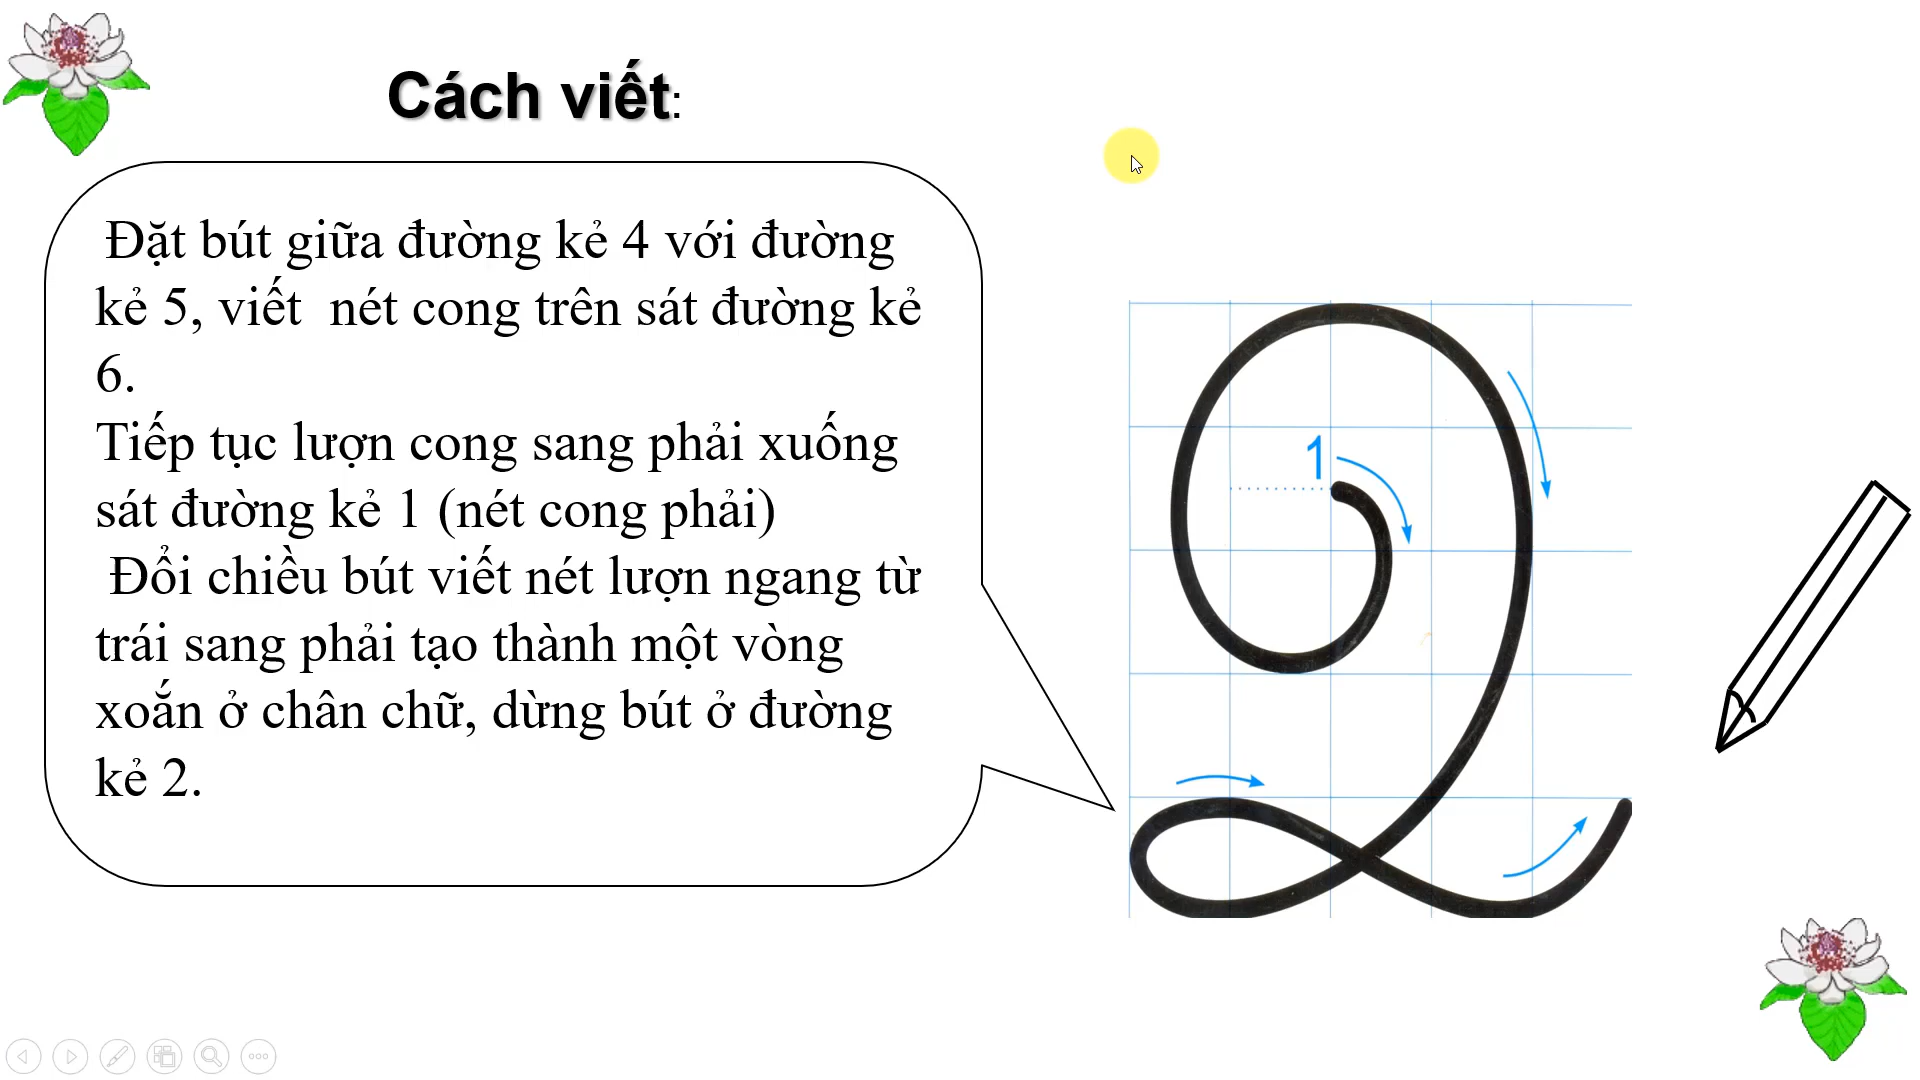 Cách viết:
Đặt bút giữa đường kẻ 4 với đường
kẻ 5, viết nét cong trên sát đường kẻ
6.
Tiếp tục lượn cong sang phải xuống
sát đường kẻ 1 (nét cong phải)
Đổi chiều bút viết nét lượn ngang từ
trái sang phải tạo thành một vòng
xoắn ở chân chữ, dừng bút ở đường
kẻ 2.
1